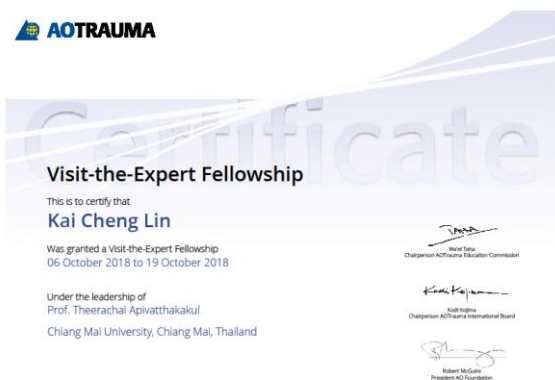 AOTRAUMA
Certificate
Visit-the-Expert Fellowship
This is to certify that
Kai Cheng Lin
Was granted a Visit-the-Expert Fellowship
06 October 2018 to 19 October 2018
Under the leadership of
Prof. Theerachai Apivatthakakul
Chiang Mai University, Chiang Mai, Thailand
Wa'el Taha
Chairperson AOTrauma Education Commission
Kodi Kojima
Chairperson AOTrauma International Board
Robert McGuire
President AO Foundation